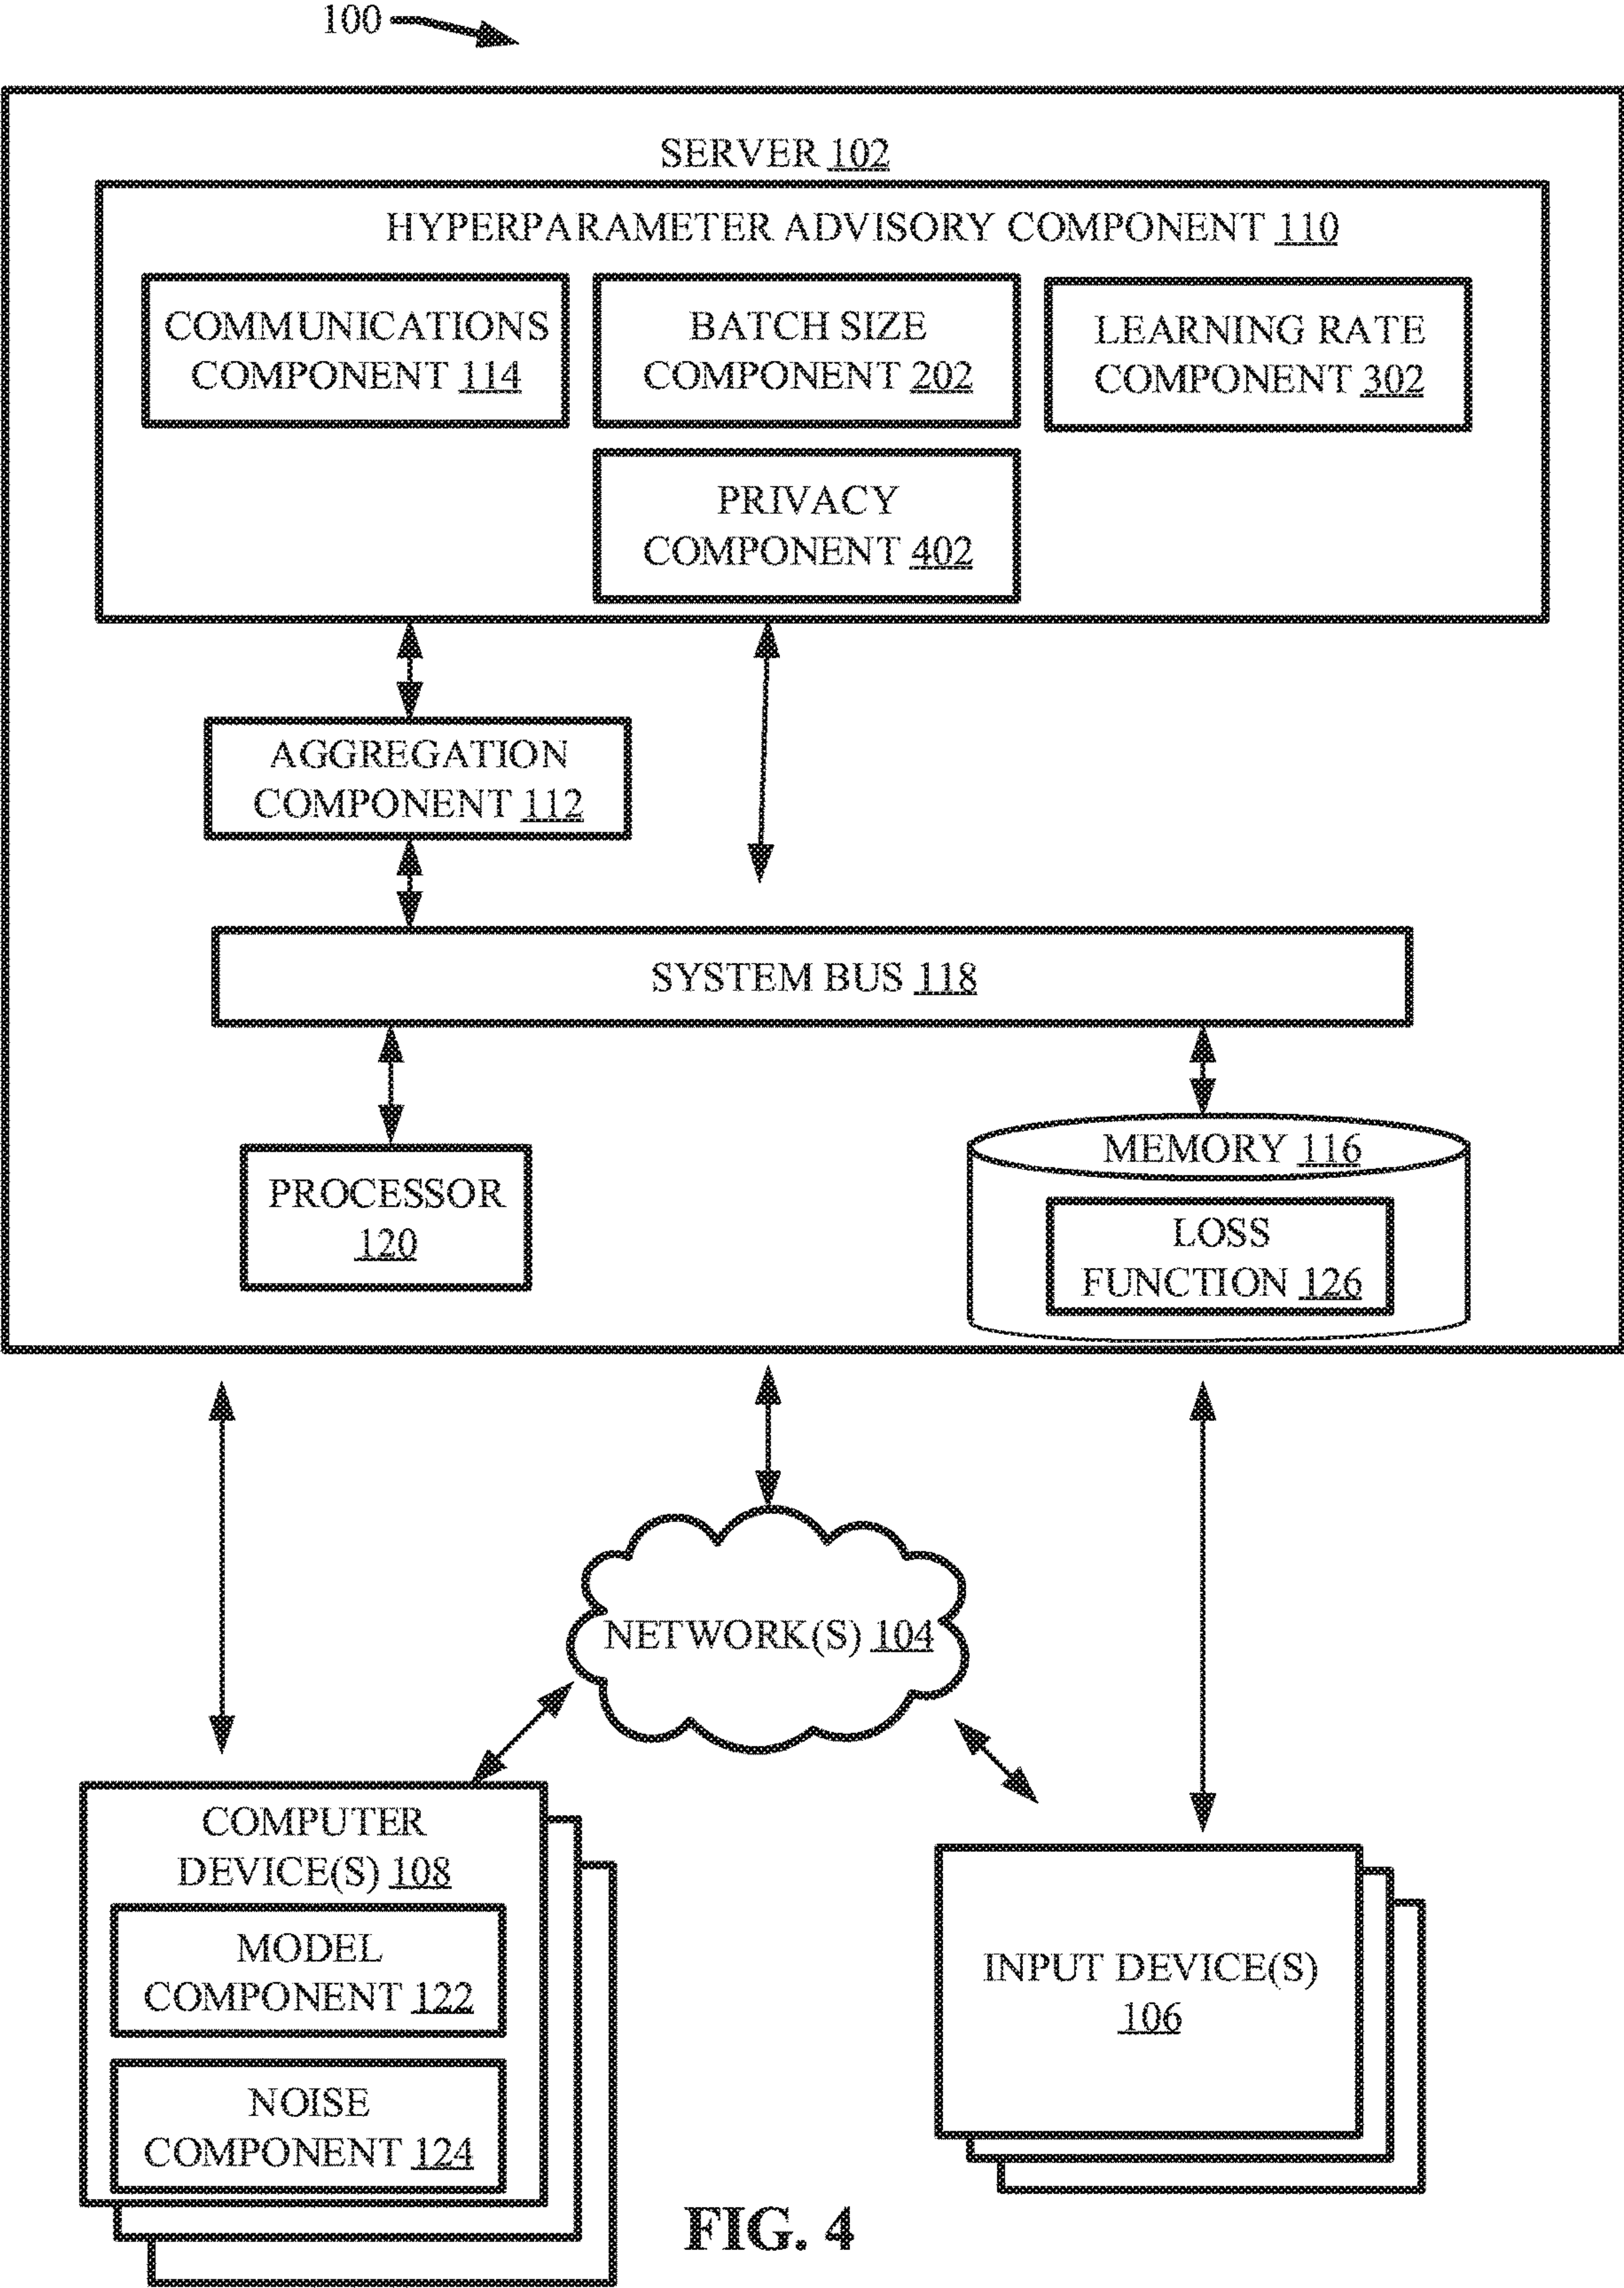 100
SERVER 102
HYPERPARAMETER ADVISORY COMPONENT 110
COMMUNICATIONS
COMPONENT 114
BATCH SIZE
COMPONENT 202
LEARNING RATE
COMPONENT 302
PRIVACY
COMPONENT 402
AGGREGATION
COMPONENT 112
SYSTEM BUS 118
PROCESSOR
120
MEMORY 116
LOSS
FUNCTION 126
NETWORK(S) 104
COMPUTER
DEVICE(S) 108
MODEL
COMPONENT 122
NOISE
COMPONENT 124
INPUT DEVICE(S)
106
FIG. 4